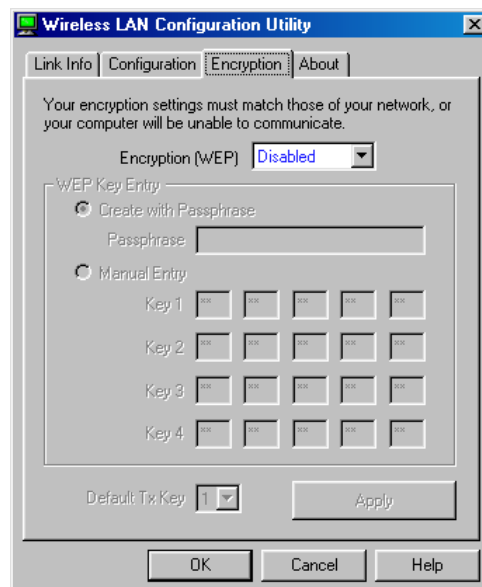 Wireless LAN Configuration Utility
Link Info Configuration Encryption About
Your encryption settings must match those of your network, or
your computer will be unable to communicate.
Encryption (WEP) Disabled
WEP Key Entry
Create with Passphrase
Passphrase
Manual Entry
Key 1 ** ** ** ** **
Key 2 ** ** ** ** **
Key 3 ** ** ** ** **
Key 4 ** ** ** ** **
Default Tx Key 1 Apply
OK Cancel Help